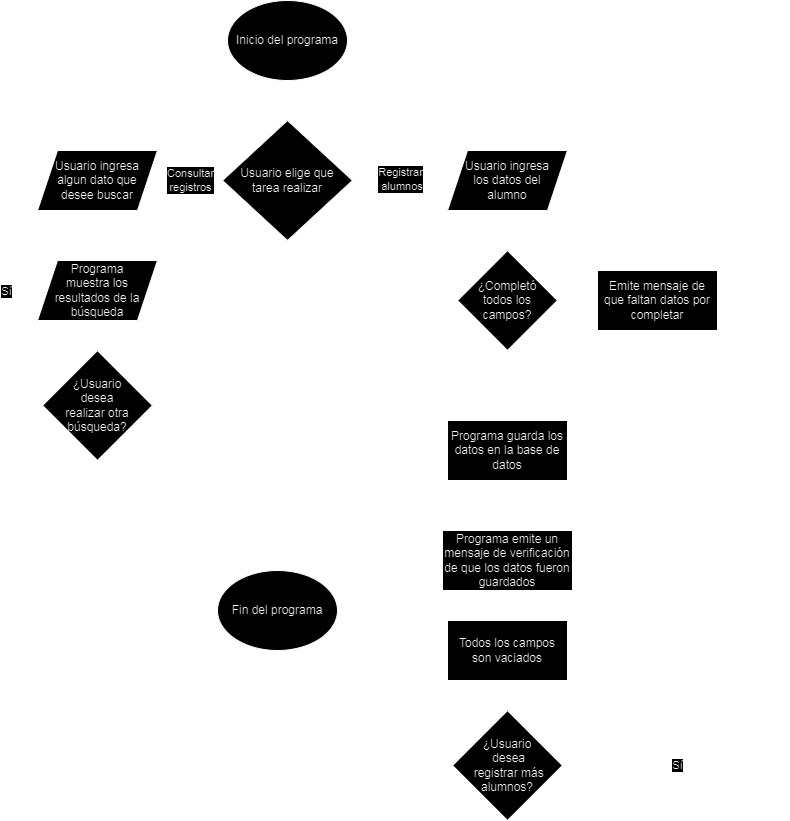 Inicio del programa
Usuario ingresa
algun dato que
desee buscar
Consultar
registros
Usuario elige que
tarea realizar
Registrar
alumnos
Usuario ingresa
los datos del
alumno
Sí
Programa
muestra los
resultados de la
búsqueda
¿Completó
todos los
campos?
Emite mensaje de
que faltan datos por
completar
¿Usuario
desea
realizar otra
búsqueda?
Programa guarda los
datos en la base de
datos
Programa emite un
mensaje de verificación
de que los datos fueron
guardados
Fin del programa
Todos los campos
son vaciados
¿Usuario
desea
registrar más
alumnos?
Sí